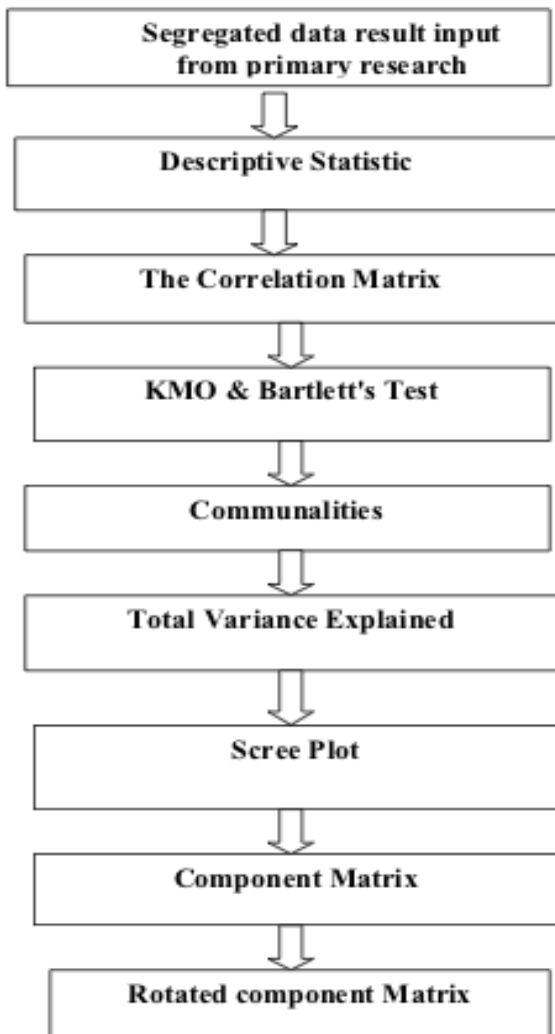 Segregated data result input
from primary research
Descriptive Statistic
The Correlation Matrix
KMO & Bartlett's Test
Communalities
Total Variance Explained
Scree Plot
Component Matrix
Rotated component Matrix